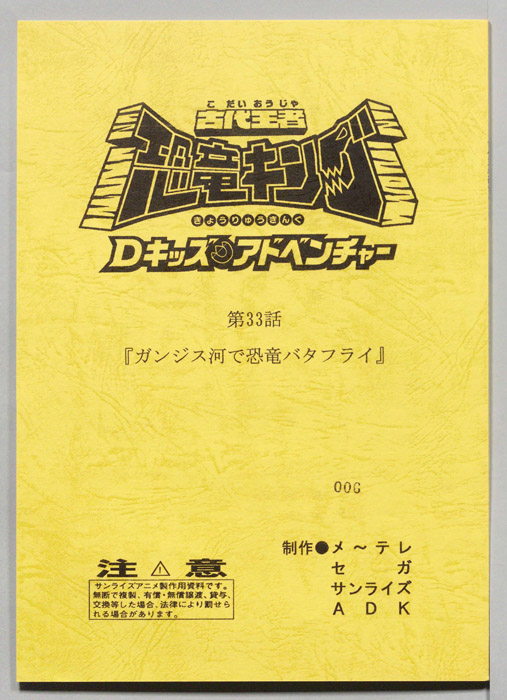 こだいおうじゃ
古代王者
恐竜キング
きょうりゅうきんぐ
Dキッズ・アドベンチャー
第33話
『ガンジス河で恐竜バタフライ』
006
制作●メ～テレ
セガ
サンライズ
ADK
注⚠意
サンライズアニメ製作用資料です。
無断で複製、有償・無償譲渡、貸与、
交換等した場合、法律により罰せら
れる場合があります。